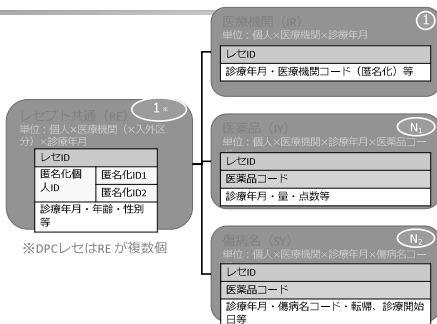 医療機関（IR）
1
単位：個人×医療機関×診療年月
レセID
診療年月・医療機関コード（匿名化）等
レセプト共通（RE）
1※
単位：個人×医療機関（×入外区
分）×診療年月
レセID
匿名化個
人ID
匿名化ID1
匿名化ID2
診療年月・年齢・性別
等
※DPCレセはRE が複数個
医薬品（IY）
N1
単位：個人×医療機関×診療年月×医薬品コー
レセID
医薬品コード
診療年月・量・点数等
傷病名（SY）
N2
単位：個人×医療機関×診療年月×傷病名コー
レセID
医薬品コード
診療年月・傷病名コード・転帰、診療開始
日等